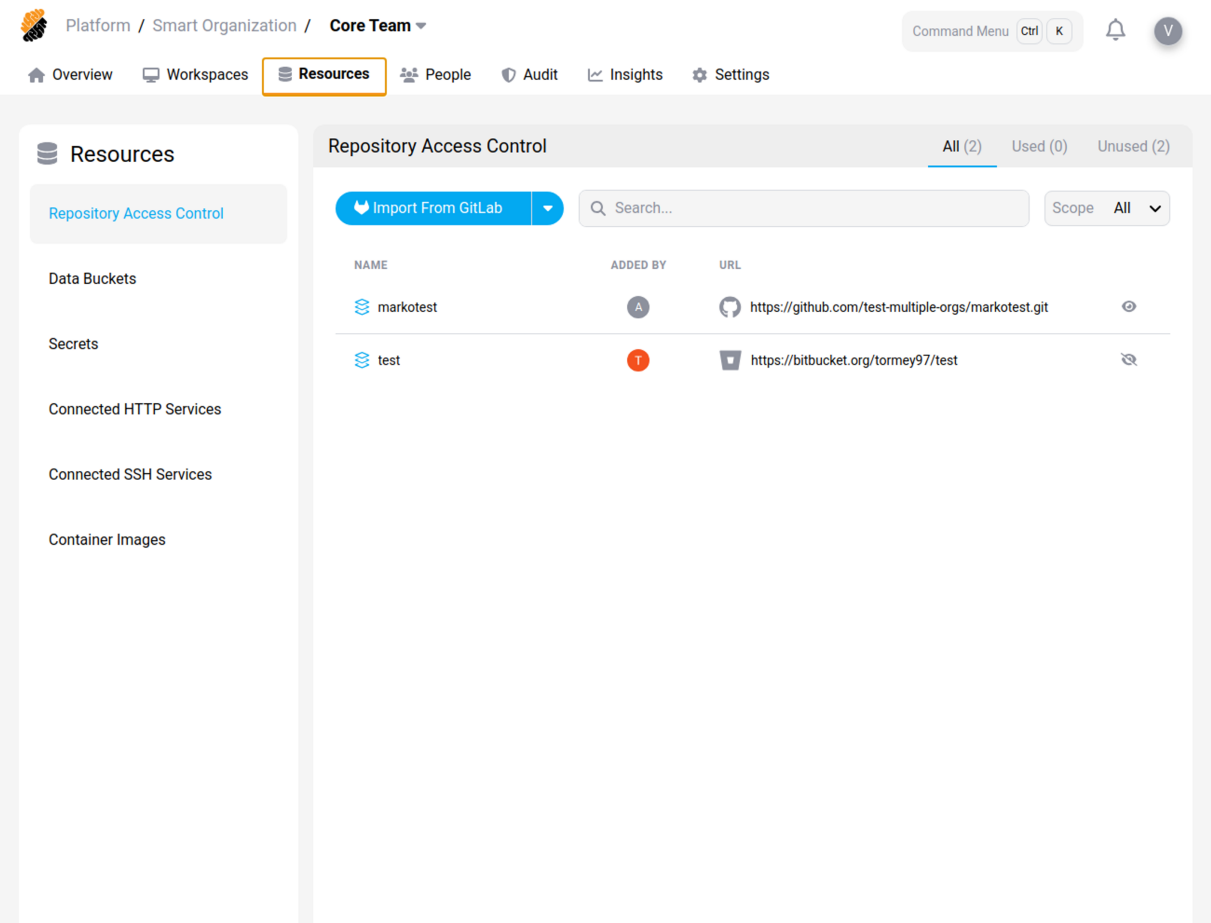 Platform / Smart Organization / Core Team
Command Menu Ctrl K
V
Overview Workspaces Resources People Audit Insights Settings
Resources
Repository Access Control
Data Buckets
Secrets
Connected HTTP Services
Connected SSH Services
Container Images
Repository Access Control
All (2) Used (0) Unused (2)
Import From GitLab Search... Scope All
NAME ADDED BY URL
markotest A https://github.com/test-multiple-orgs/markotest.git
test T https://bitbucket.org/tormey97/test